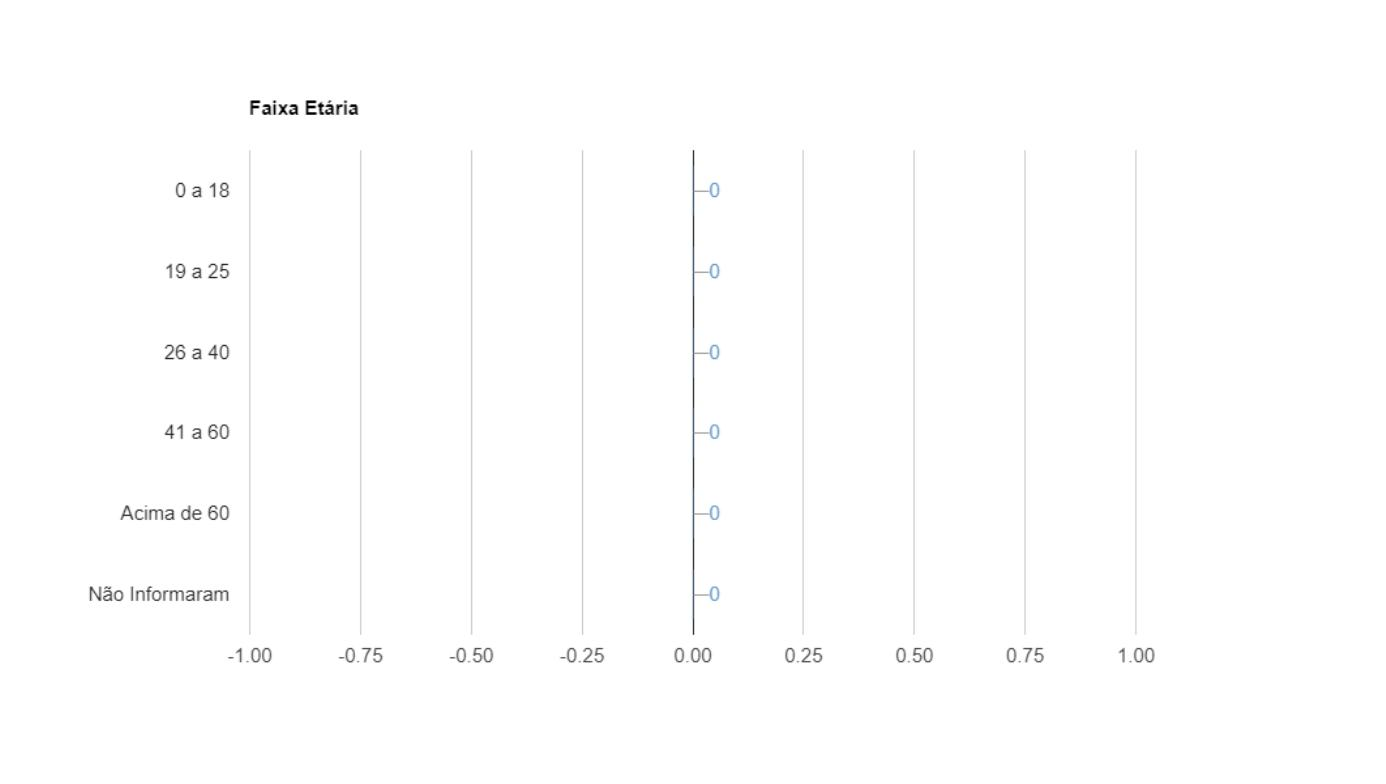 Faixa Etária
0 a 18
0
19 a 25
0
26 a 40
0
41 a 60
0
Acima de 60
0
Não Informaram
0
-1.00 -0.75 -0.50 -0.25 0.00 0.25 0.50 0.75 1.00